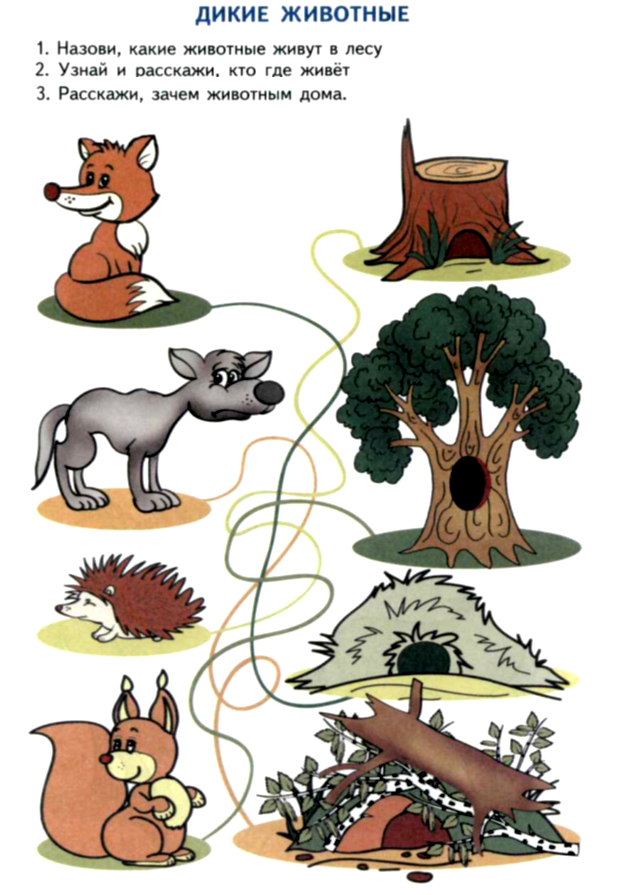 ДИКИЕ ЖИВОТНЫЕ
1. Назови, какие животные живут в лесу
2. Узнай и расскажи, кто где живёт
3. Расскажи, зачем животным дома.